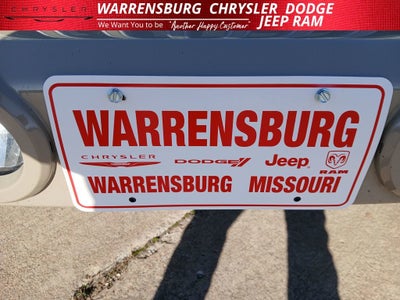 CHRYSLER
WARRENSBURG CHRYSLER DODGE JEEP RAM
We Want You to be "Another Happy Customer"
WARRENSBURG
CHRYSLER DODGE Jeep RAM
WARRENSBURG MISSOURI